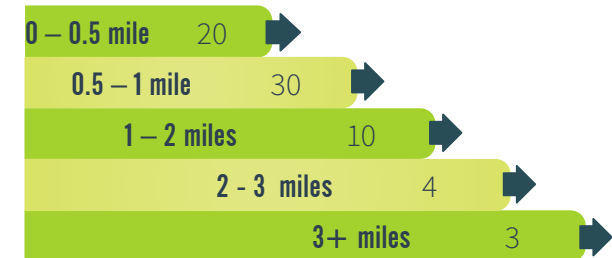 0 – 0.5 mile 20
0.5 – 1 mile 30
1 – 2 miles 10
2 - 3 miles 4
3+ miles 3